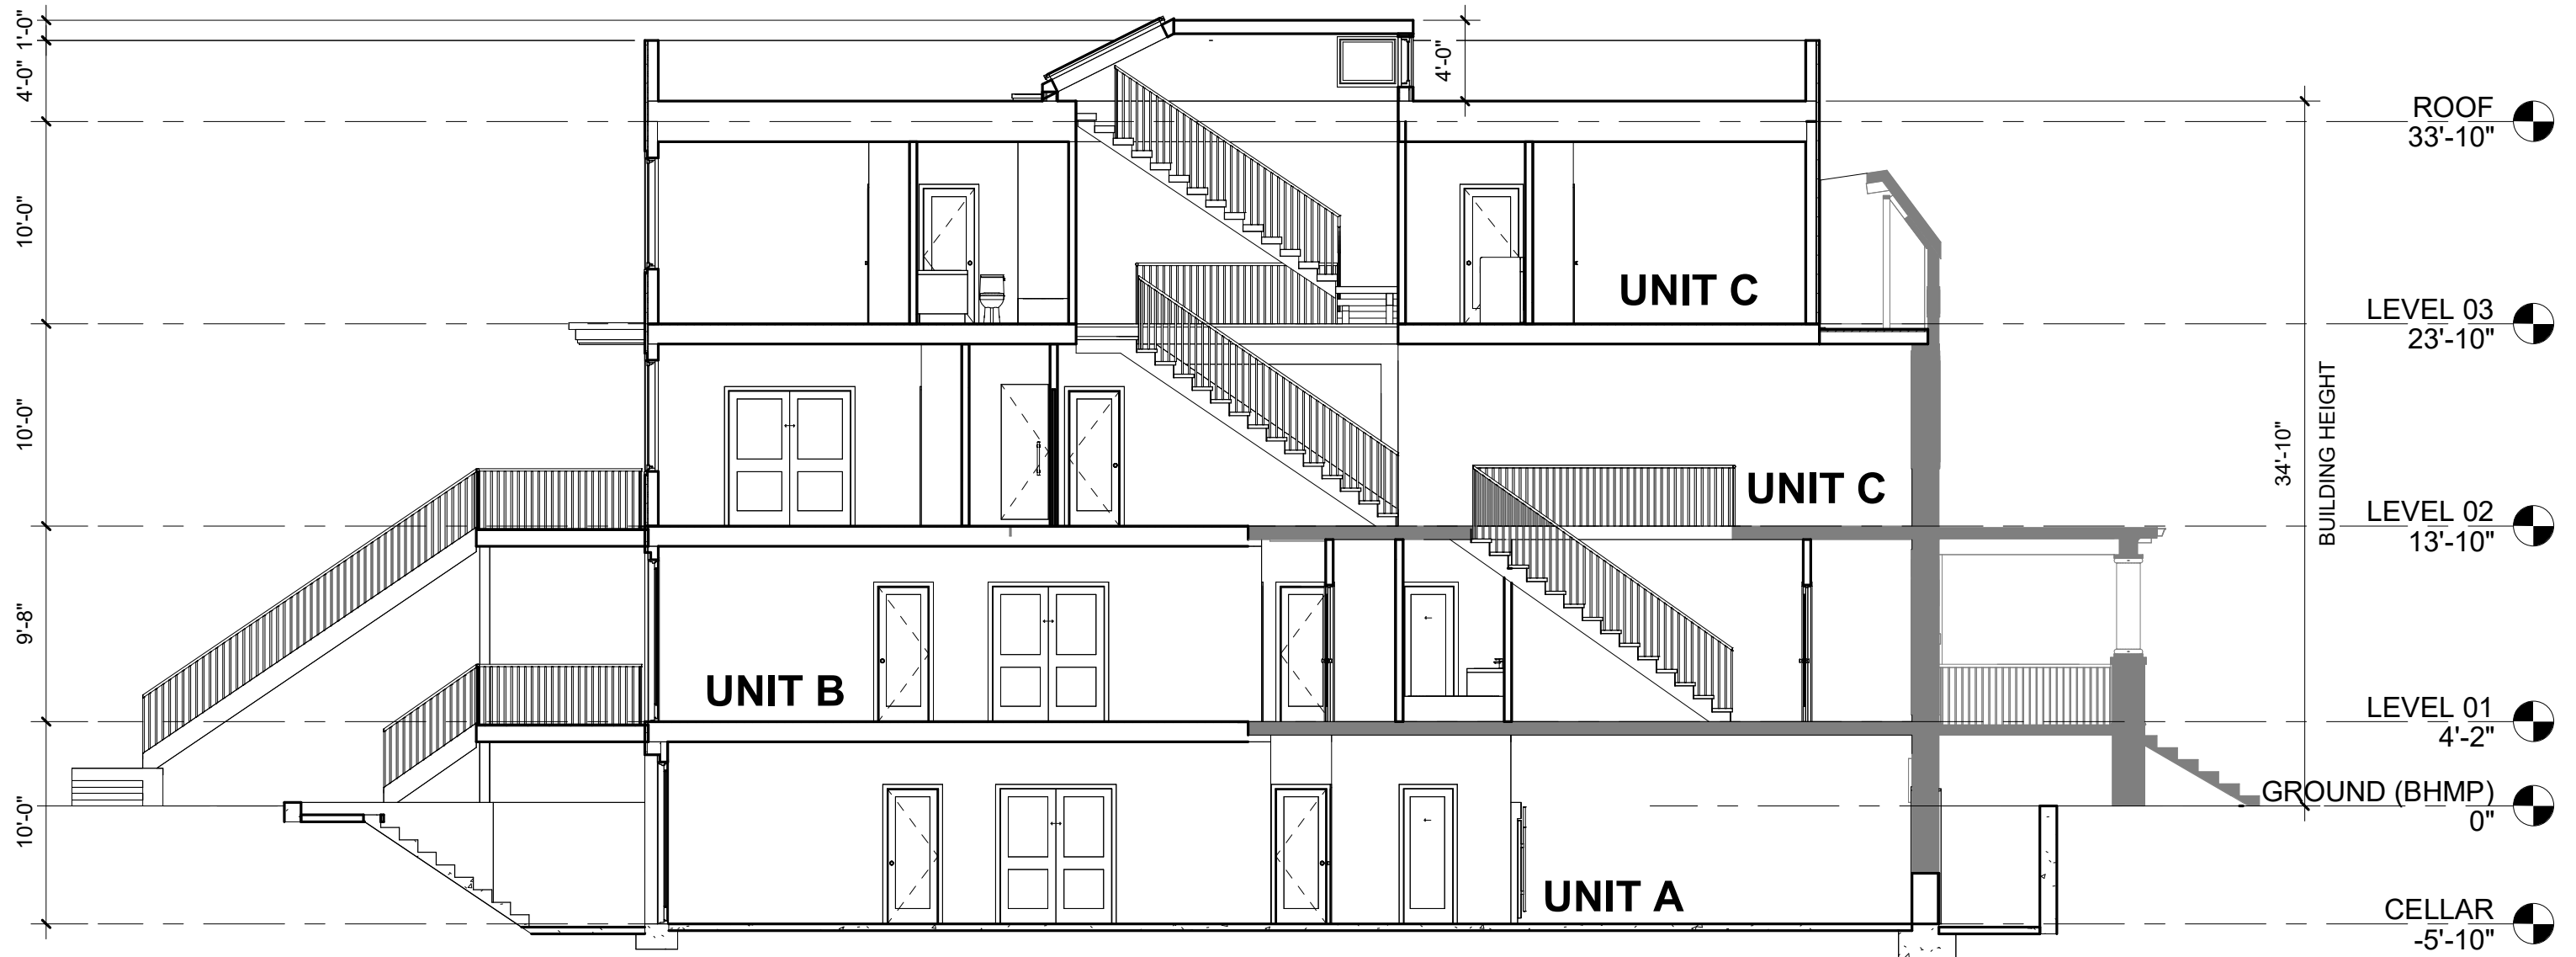 1'-0"
4'-0"
4'-0"
ROOF
33'-10"
10'-0"
UNIT C
LEVEL 03
23'-10"
10'-0"
UNIT C
34'-10"
BUILDING HEIGHT
LEVEL 02
13'-10"
9'-8"
UNIT B
LEVEL 01
4'-2"
GROUND (BHMP)
0"
10'-0"
UNIT A
CELLAR
-5'-10"